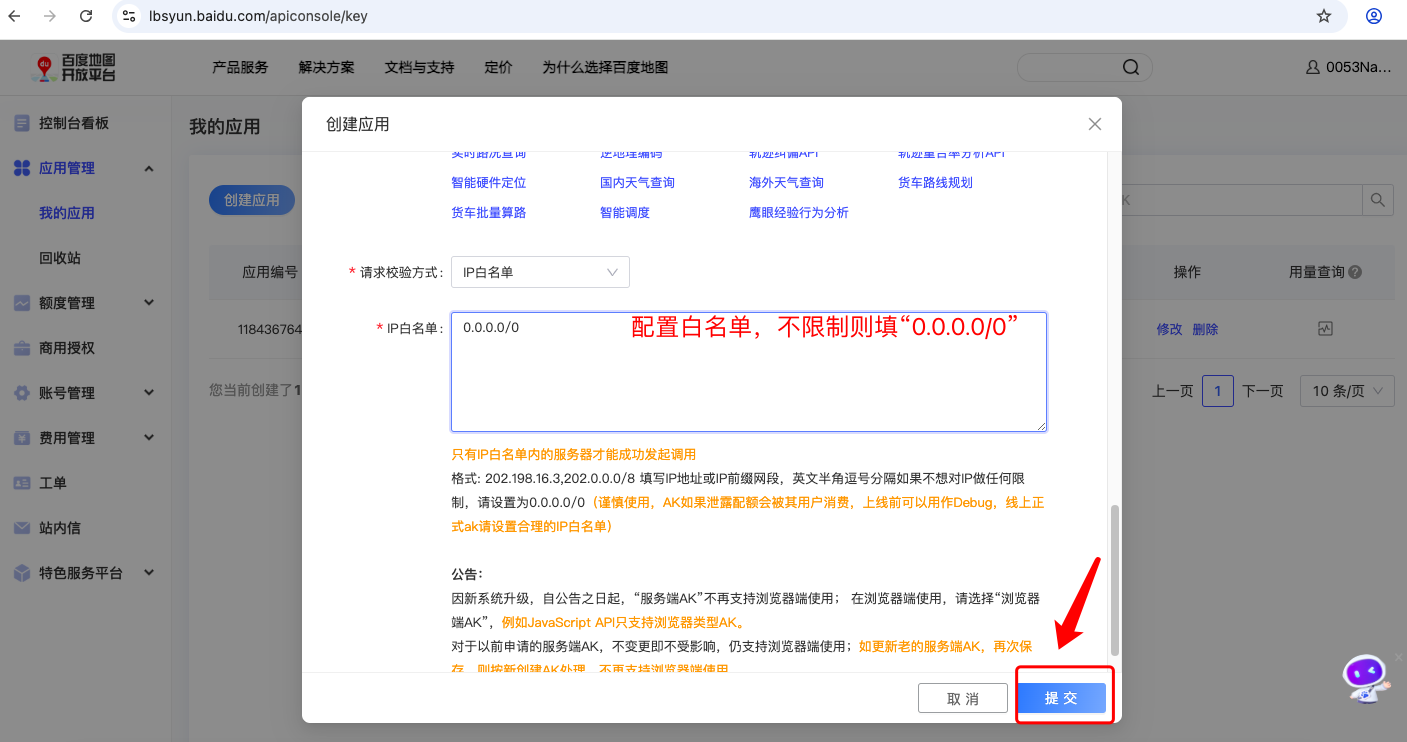 lbsyun.baidu.com/apiconsole/key
du
百度地图
开放平台
产品服务
解决方案
文档与支持
定价
为什么选择百度地图
0053Na...
控制台看板
应用管理
我的应用
回收站
额度管理
商用授权
账号管理
费用管理
工单
站内信
特色服务平台
我的应用
创建应用
K
应用编号
操作
用量查询
118436764
修改 删除
您当前创建了1
上一页 1 下一页 10 条/页
创建应用
实时路况查询 逆地理编码 轨迹纠偏API 轨迹重合率分析API
智能硬件定位 国内天气查询 海外天气查询 货车路线规划
货车批量算路 智能调度 鹰眼经验行为分析
* 请求校验方式: IP白名单
* IP白名单: 0.0.0.0/0
配置白名单，不限制则填“0.0.0.0/0”
只有IP白名单内的服务器才能成功发起调用
格式: 202.198.16.3,202.0.0.0/8 填写IP地址或IP前缀网段，英文半角逗号分隔如果不想对IP做任何限
制，请设置为0.0.0.0/0（谨慎使用，AK如果泄露配额会被其用户消费，上线前可以用作Debug，线上正
式ak请设置合理的IP白名单）
公告：
因新系统升级，自公告之日起，“服务端AK”不再支持浏览器端使用； 在浏览器端使用，请选择“浏览器
端AK”，例如JavaScript API只支持浏览器类型AK。
对于以前申请的服务端AK，不变更即不受影响，仍支持浏览器端使用；如更新老的服务端AK，再次保
存，则按新创建AK处理，不再支持浏览器端使用
取 消
提 交